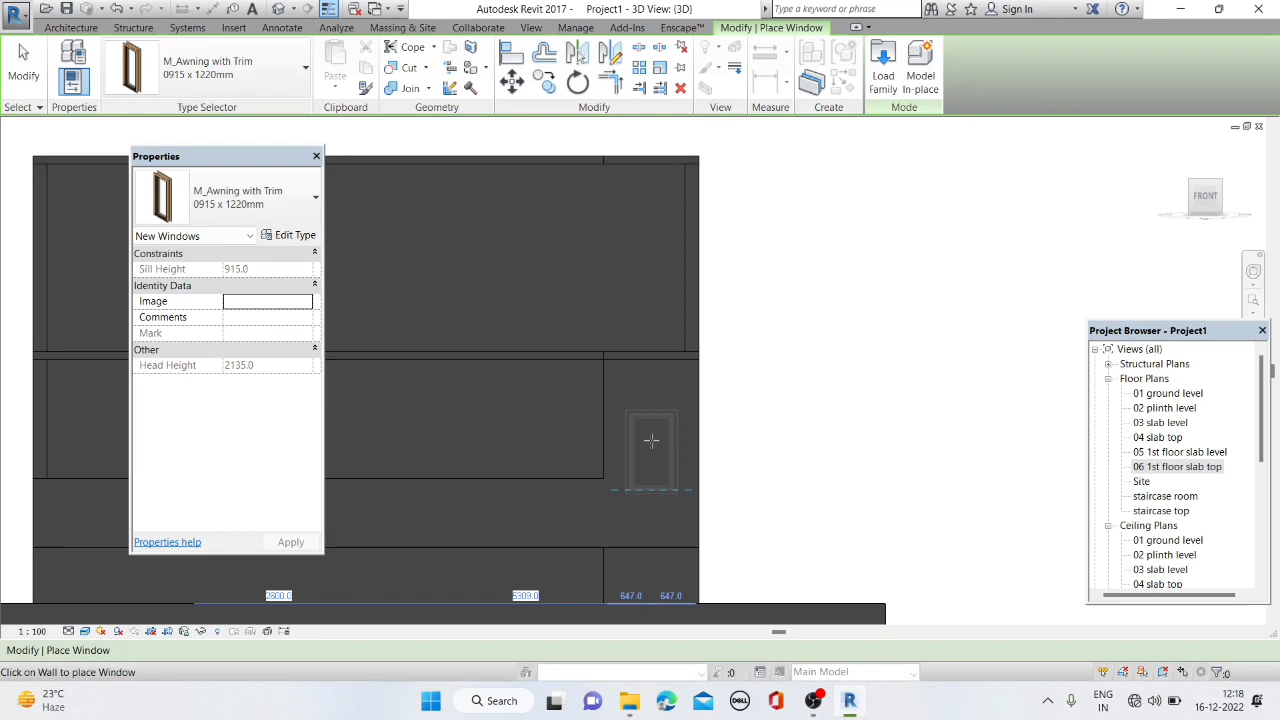 Autodesk Revit 2017 - Project1 - 3D View: {3D}
Type a keyword or phrase
Sign In
Architecture Structure Systems Insert Annotate Analyze Massing & Site Collaborate View Manage Add-Ins Enscape™ Modify | Place Window
Modify
Select
Properties
M_Awning with Trim
0915 x 1220mm
Type Selector
Paste
Clipboard
Cope
Cut
Join
Geometry
Modify
View
Measure
Create
Load
Family
Model
In-place
Mode
Properties
M_Awning with Trim
0915 x 1220mm
New Windows
Edit Type
Constraints
Sill Height 915.0
Identity Data
Image
Comments
Mark
Other
Head Height 2135.0
Properties help
Apply
2600.0
5309.0
647.0 647.0
FRONT
Project Browser - Project1
Views (all)
Structural Plans
Floor Plans
01 ground level
02 plinth level
03 slab level
04 slab top
05 1st floor slab level
06 1st floor slab top
Site
staircase room
staircase top
Ceiling Plans
01 ground level
02 plinth level
03 slab level
04 slab top
1 : 100
Modify | Place Window
Click on Wall to place Window
:0
Main Model
:0
23°C
Haze
Search
ENG
IN
12:18
16-12-2022